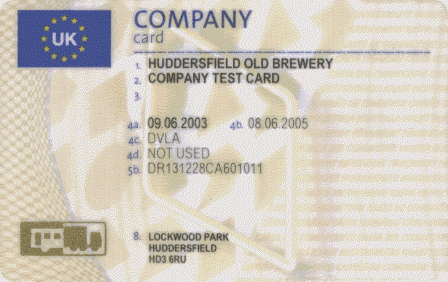 UK
COMPANY
card
1. HUDDERSFIELD OLD BREWERY
2. COMPANY TEST CARD
3.
4a. 09.06.2003 4b. 08.06.2005
4c. DVLA
4d. NOT USED
5b. DR131228CA601011
8. LOCKWOOD PARK
HUDDERSFIELD
HD3 6RU